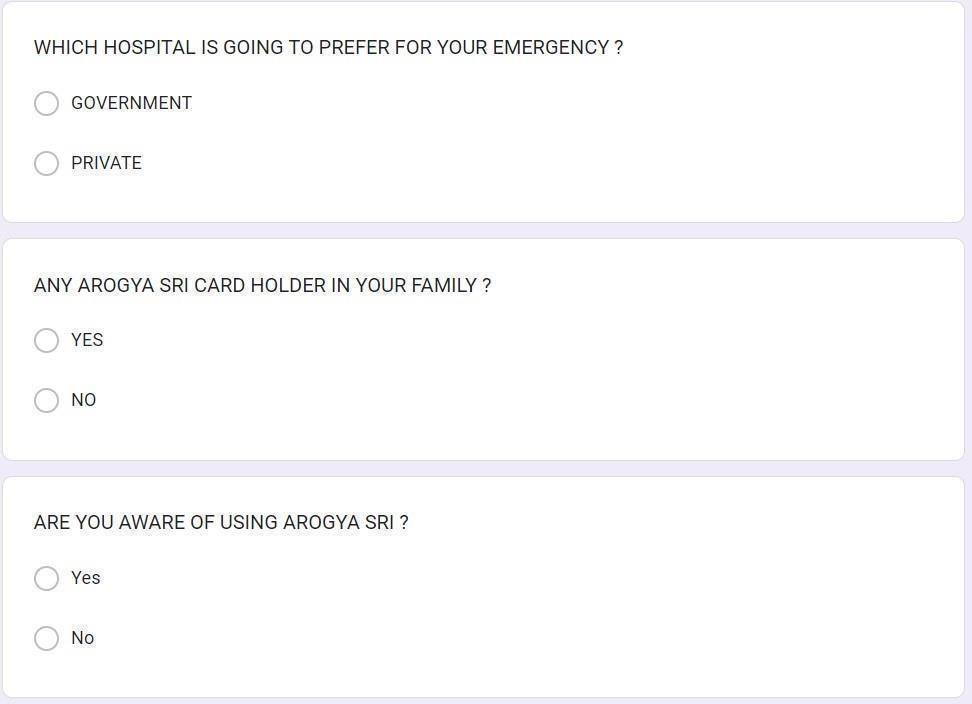 WHICH HOSPITAL IS GOING TO PREFER FOR YOUR EMERGENCY ?
GOVERNMENT
PRIVATE
ANY AROGYA SRI CARD HOLDER IN YOUR FAMILY ?
YES
NO
ARE YOU AWARE OF USING AROGYA SRI ?
Yes
No